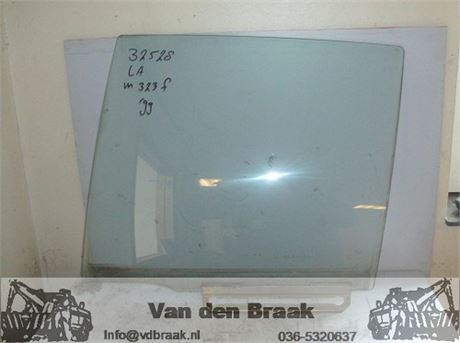 32528
LA
m 323 f
'99
Van den Braak
Info@vdbraak.nl 036-5320637